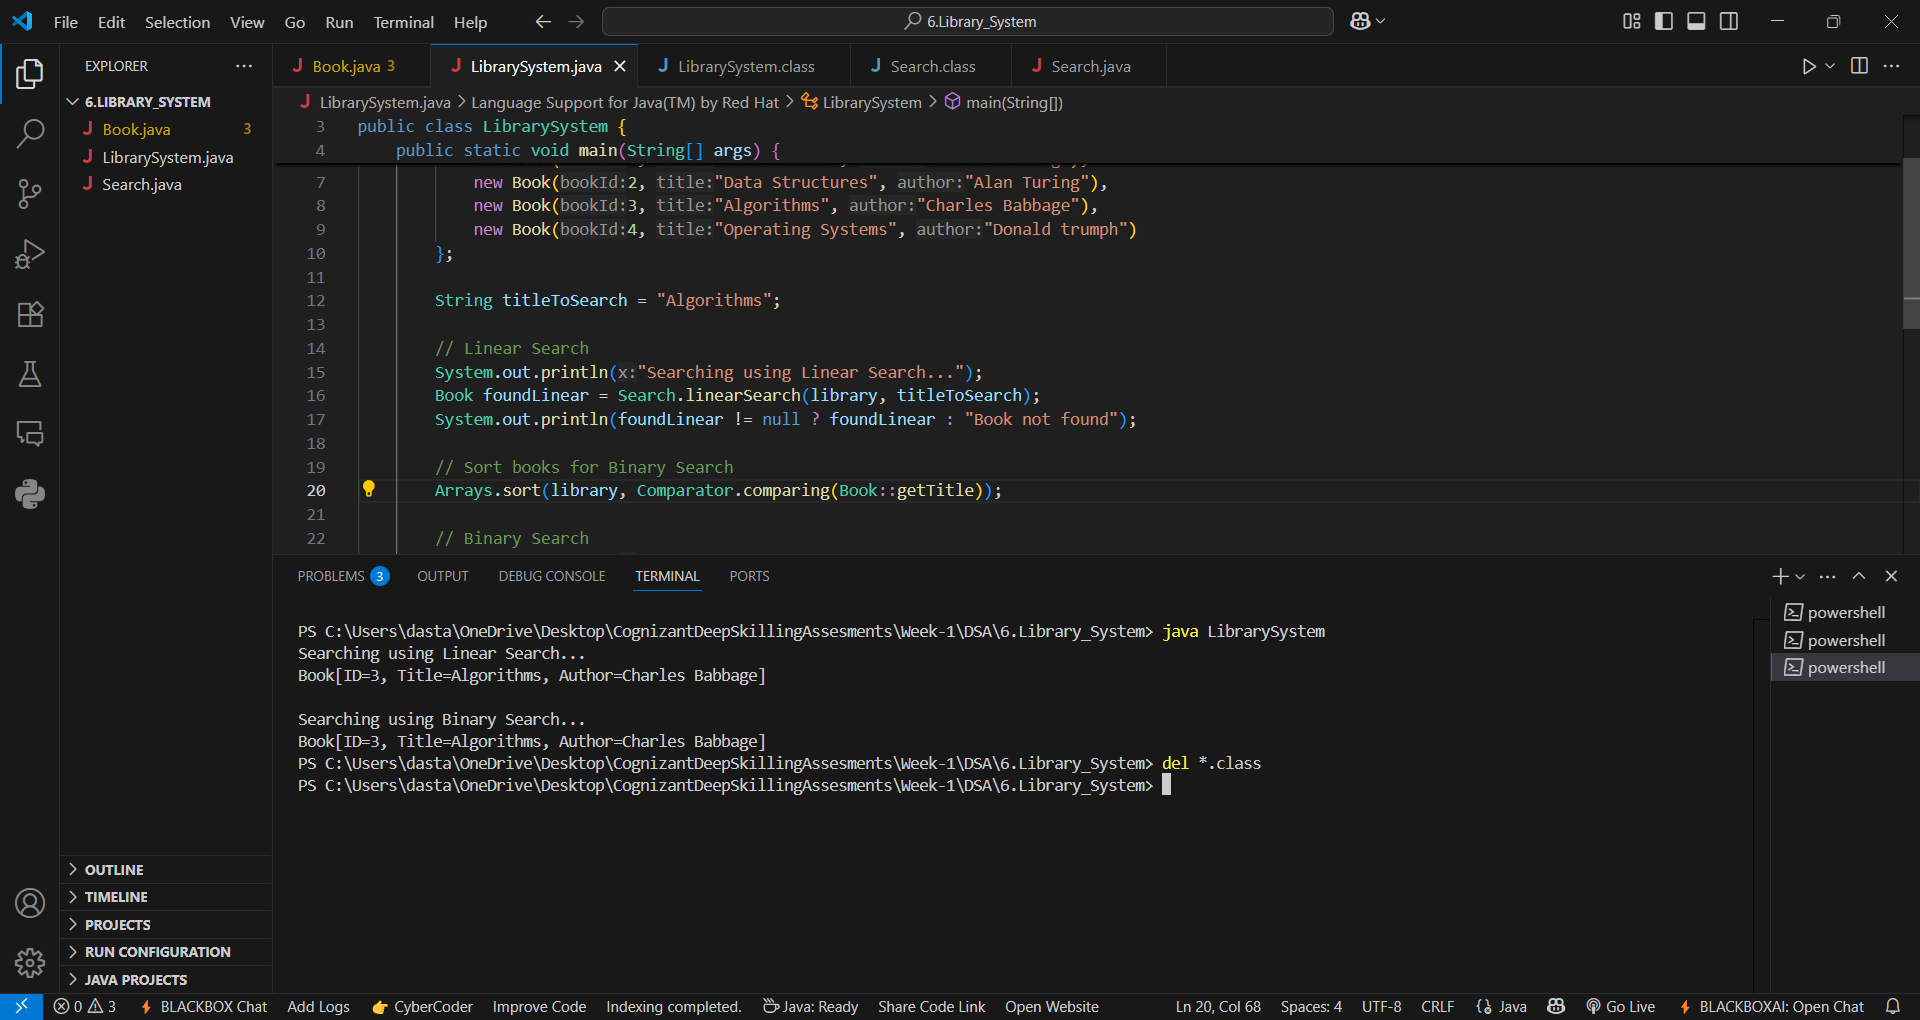 File Edit Selection View Go Run Terminal Help
6.Library_System
EXPLORER
6.LIBRARY_SYSTEM
Book.java 3
LibrarySystem.java
Search.java
OUTLINE
TIMELINE
PROJECTS
RUN CONFIGURATION
JAVA PROJECTS
Book.java 3 LibrarySystem.java LibrarySystem.class Search.class Search.java
LibrarySystem.java > Language Support for Java(TM) by Red Hat > LibrarySystem > main(String[])
3 public class LibrarySystem {
4 public static void main(String[] args) {
7 new Book(bookId:2, title:"Data Structures", author:"Alan Turing"),
8 new Book(bookId:3, title:"Algorithms", author:"Charles Babbage"),
9 new Book(bookId:4, title:"Operating Systems", author:"Donald trumph")
10 };
11
12 String titleToSearch = "Algorithms";
13
14 // Linear Search
15 System.out.println(x:"Searching using Linear Search...");
16 Book foundLinear = Search.linearSearch(library, titleToSearch);
17 System.out.println(foundLinear != null ? foundLinear : "Book not found");
18
19 // Sort books for Binary Search
20 Arrays.sort(library, Comparator.comparing(Book::getTitle));
21
22 // Binary Search
PROBLEMS 3 OUTPUT DEBUG CONSOLE TERMINAL PORTS
PS C:\Users\dasta\OneDrive\Desktop\CognizantDeepSkillingAssesments\Week-1\DSA\6.Library_System> java LibrarySystem
Searching using Linear Search...
Book[ID=3, Title=Algorithms, Author=Charles Babbage]
Searching using Binary Search...
Book[ID=3, Title=Algorithms, Author=Charles Babbage]
PS C:\Users\dasta\OneDrive\Desktop\CognizantDeepSkillingAssesments\Week-1\DSA\6.Library_System> del *.class
PS C:\Users\dasta\OneDrive\Desktop\CognizantDeepSkillingAssesments\Week-1\DSA\6.Library_System>
powershell
powershell
powershell
0 3 BLACKBOX Chat Add Logs CyberCoder Improve Code Indexing completed. Java: Ready Share Code Link Open Website Ln 20, Col 68 Spaces: 4 UTF-8 CRLF Java Go Live BLACKBOXAI: Open Chat